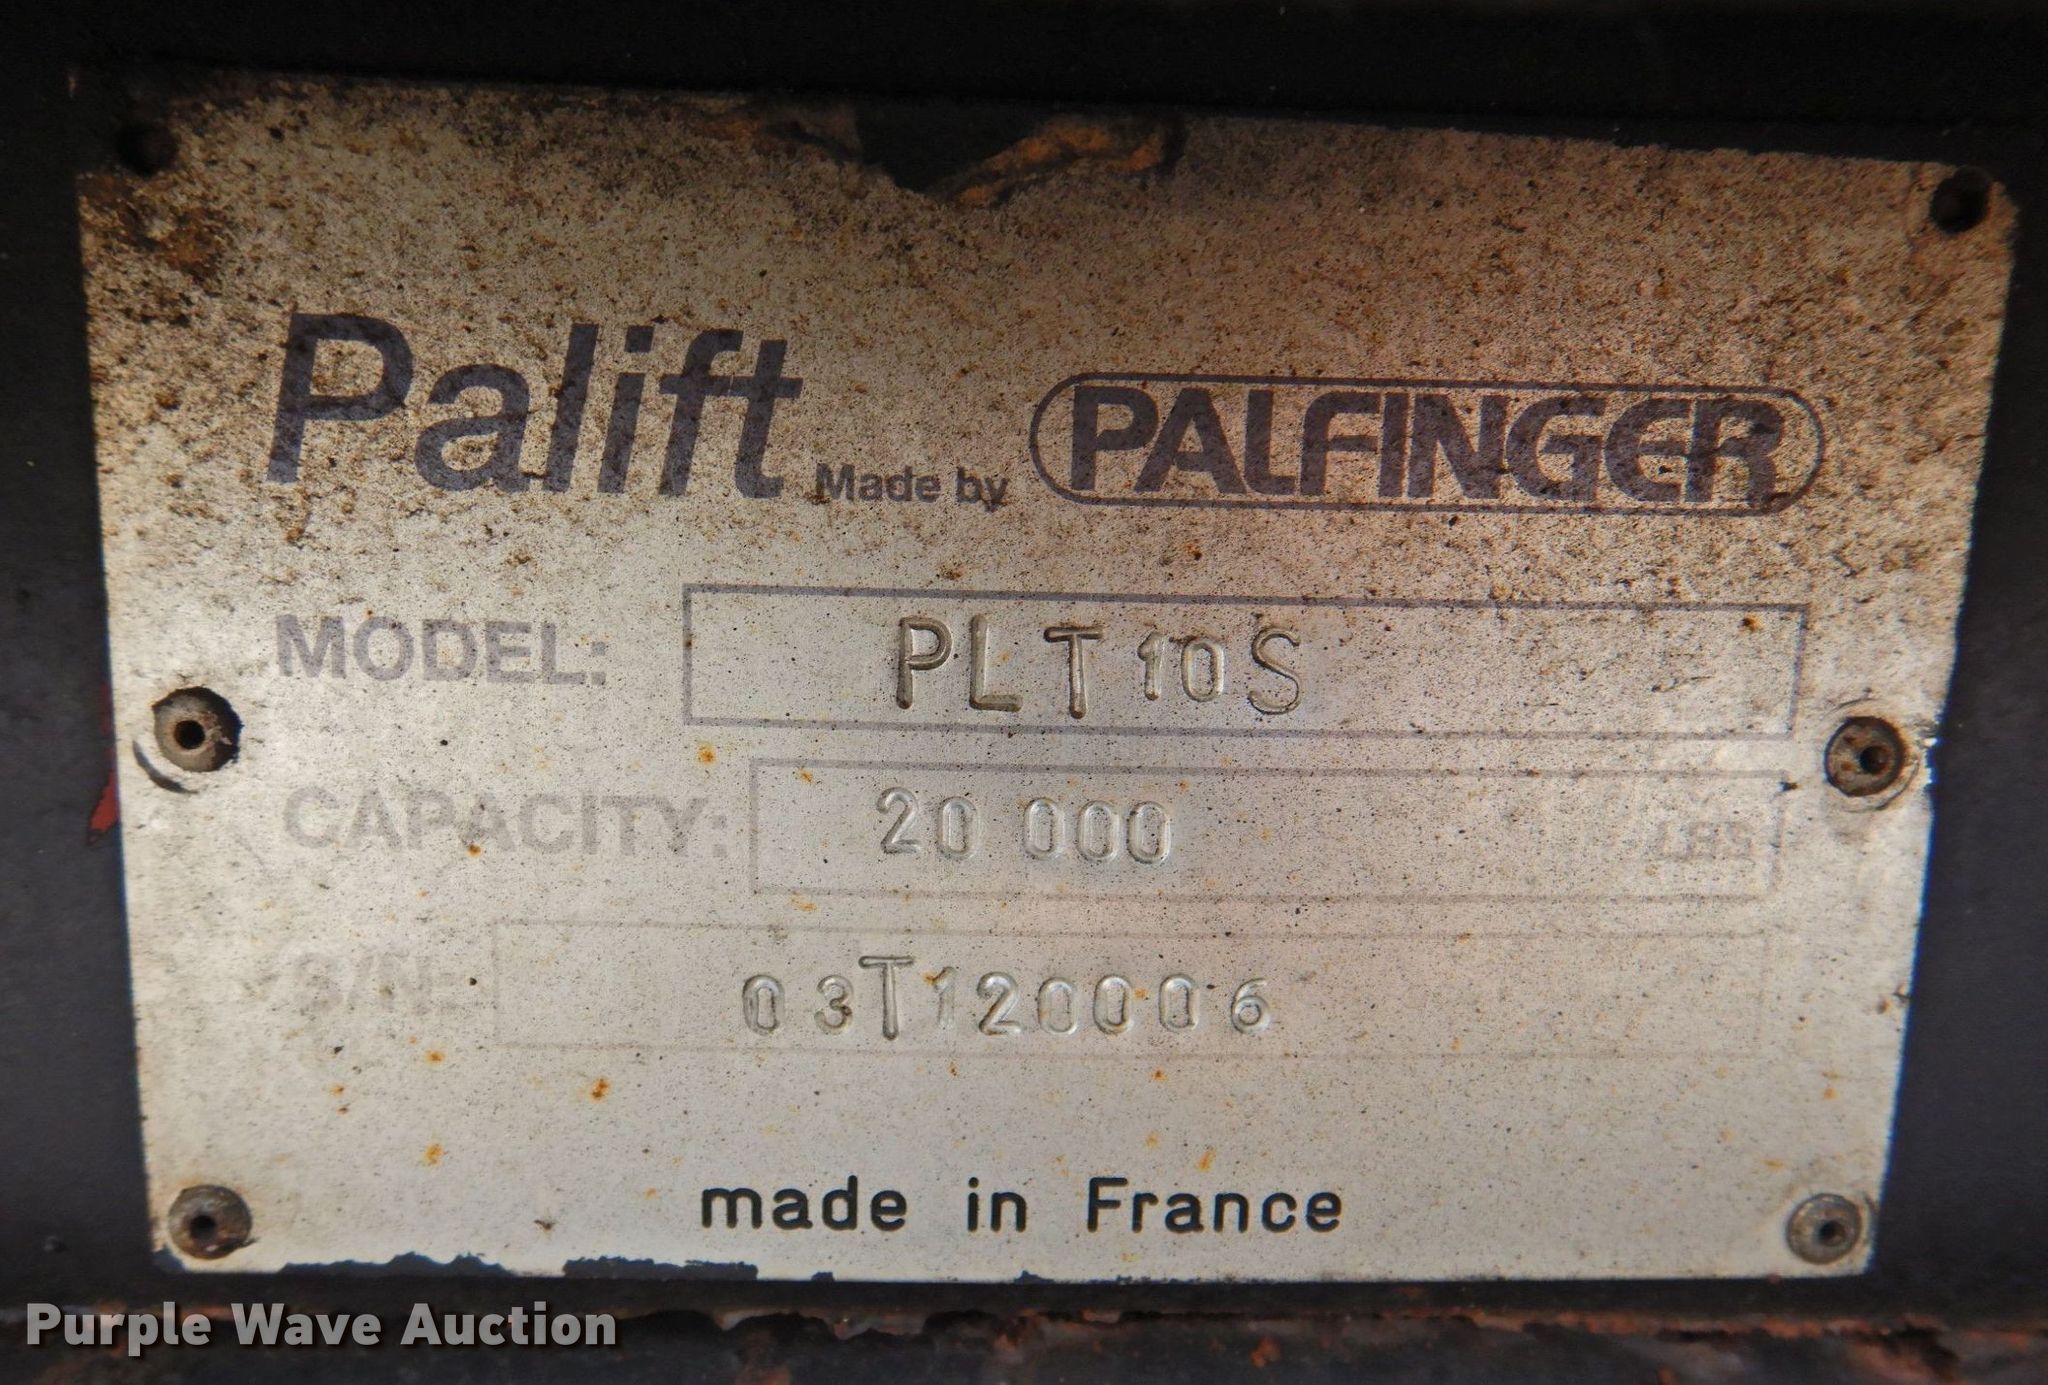 Palift Made by PALFINGER
MODEL: PLT10S
CAPACITY: 20 000 LBS
S/N: 03T120006
made in France
Purple Wave Auction